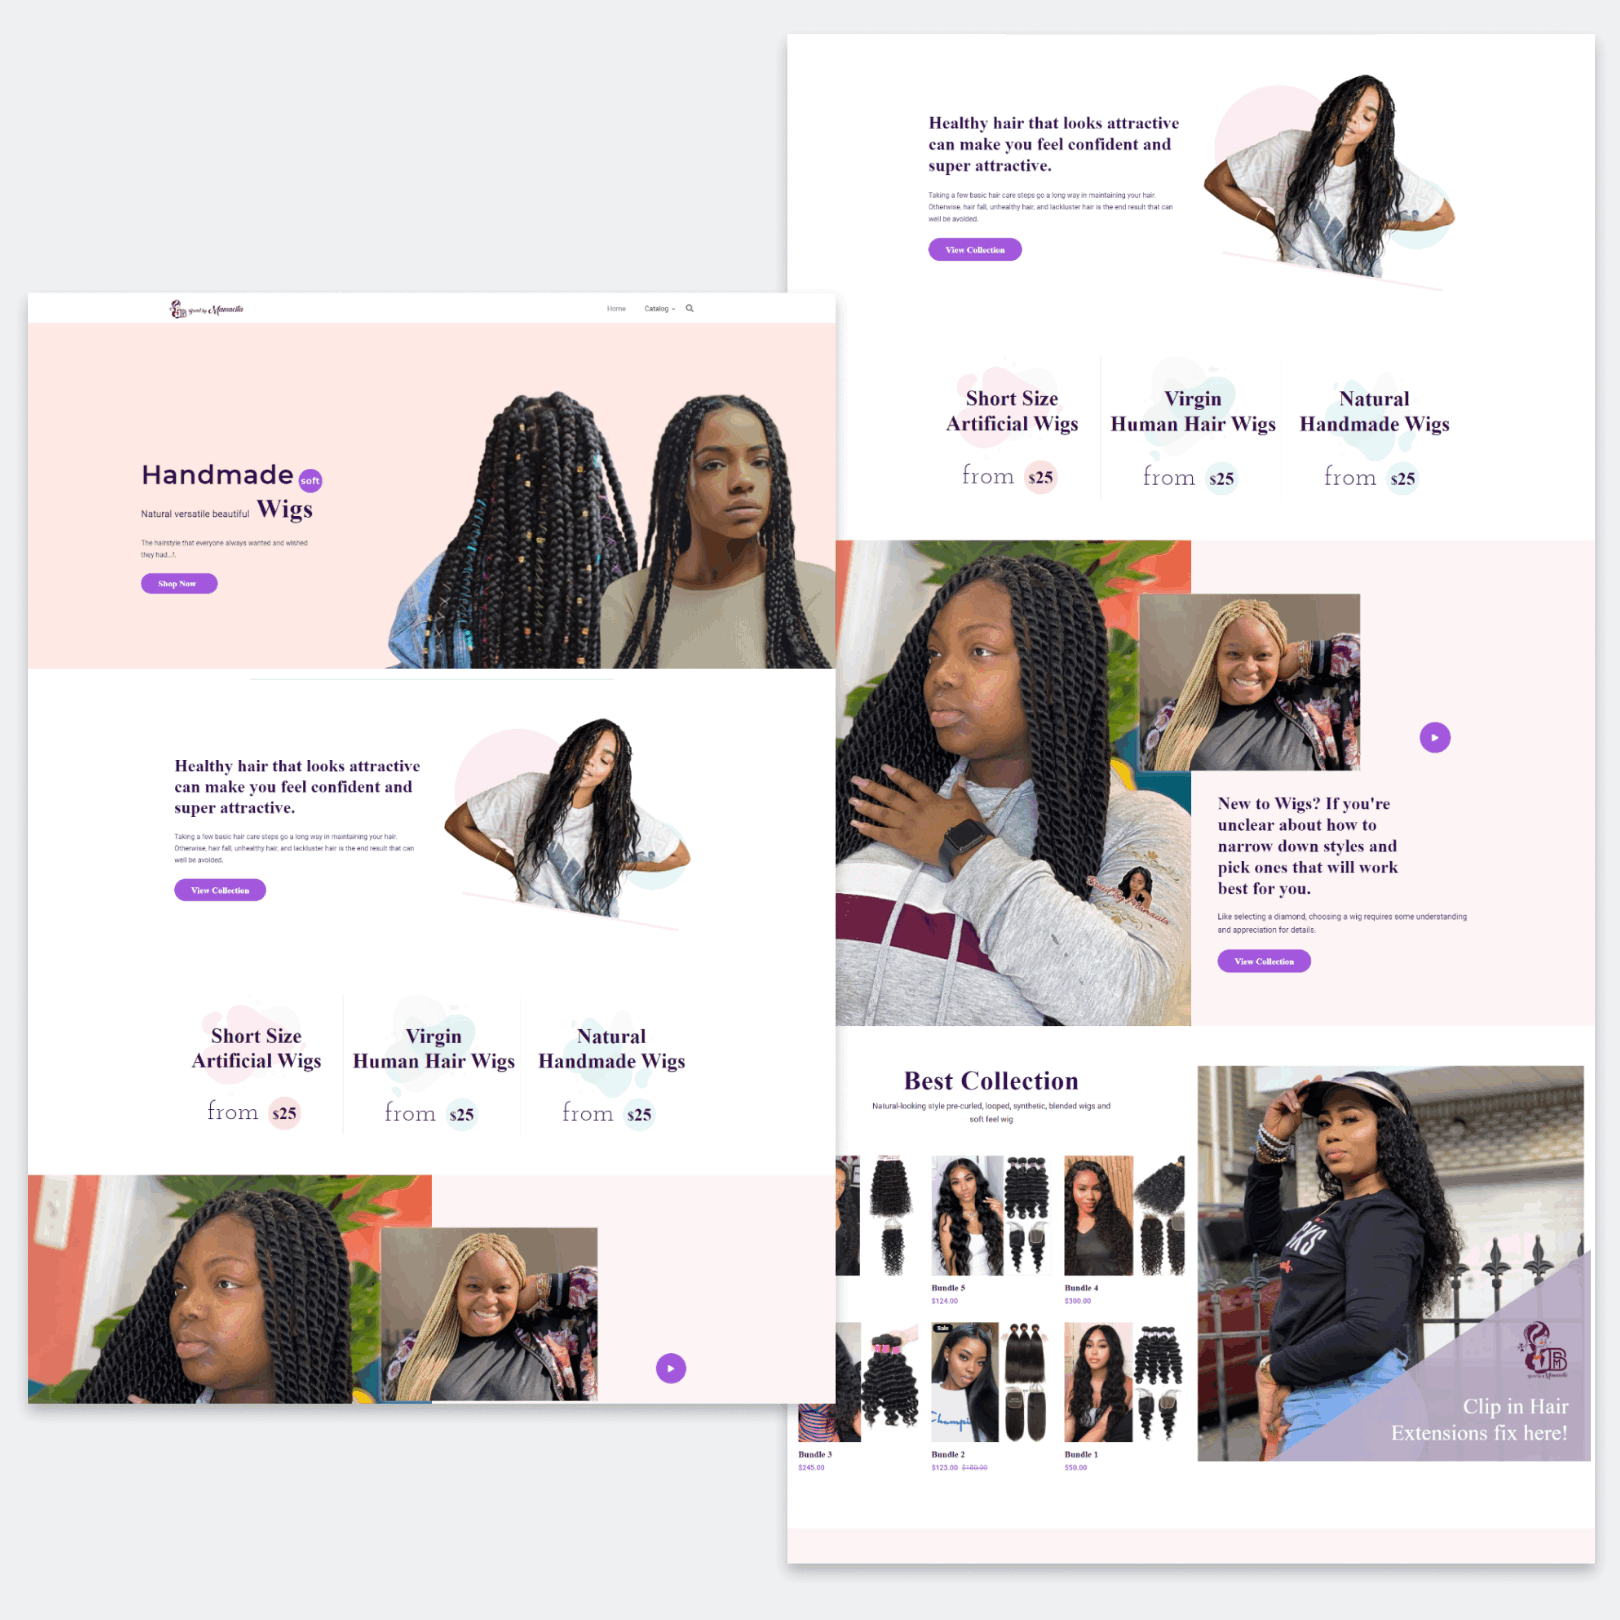 Braid by Mamacita
Home Catalog
Handmade soft
Natural versatile beautiful Wigs
The hairstyle that everyone always wanted and wished
they had...!.
Shop Now
Healthy hair that looks attractive
can make you feel confident and
super attractive.
Taking a few basic hair care steps go a long way in maintaining your hair.
Otherwise, hair fall, unhealthy hair, and lackluster hair is the end result that can
well be avoided.
View Collection
Short Size
Artificial Wigs
from $25
Virgin
Human Hair Wigs
from $25
Natural
Handmade Wigs
from $25
Healthy hair that looks attractive
can make you feel confident and
super attractive.
Taking a few basic hair care steps go a long way in maintaining your hair.
Otherwise, hair fall, unhealthy hair, and lackluster hair is the end result that can
well be avoided.
View Collection
Short Size
Artificial Wigs
from $25
Virgin
Human Hair Wigs
from $25
Natural
Handmade Wigs
from $25
New to Wigs? If you're
unclear about how to
narrow down styles and
pick ones that will work
best for you.
Like selecting a diamond, choosing a wig requires some understanding
and appreciation for details.
View Collection
Best Collection
Natural-looking style pre-curled, looped, synthetic, blended wigs and
soft feel wig
Bundle 5
$124.00
Bundle 4
$300.00
Sale
Champi
Bundle 3
$245.00
Bundle 2
$123.00 $150.00
Bundle 1
$50.00
Clip in Hair
Extensions fix here!